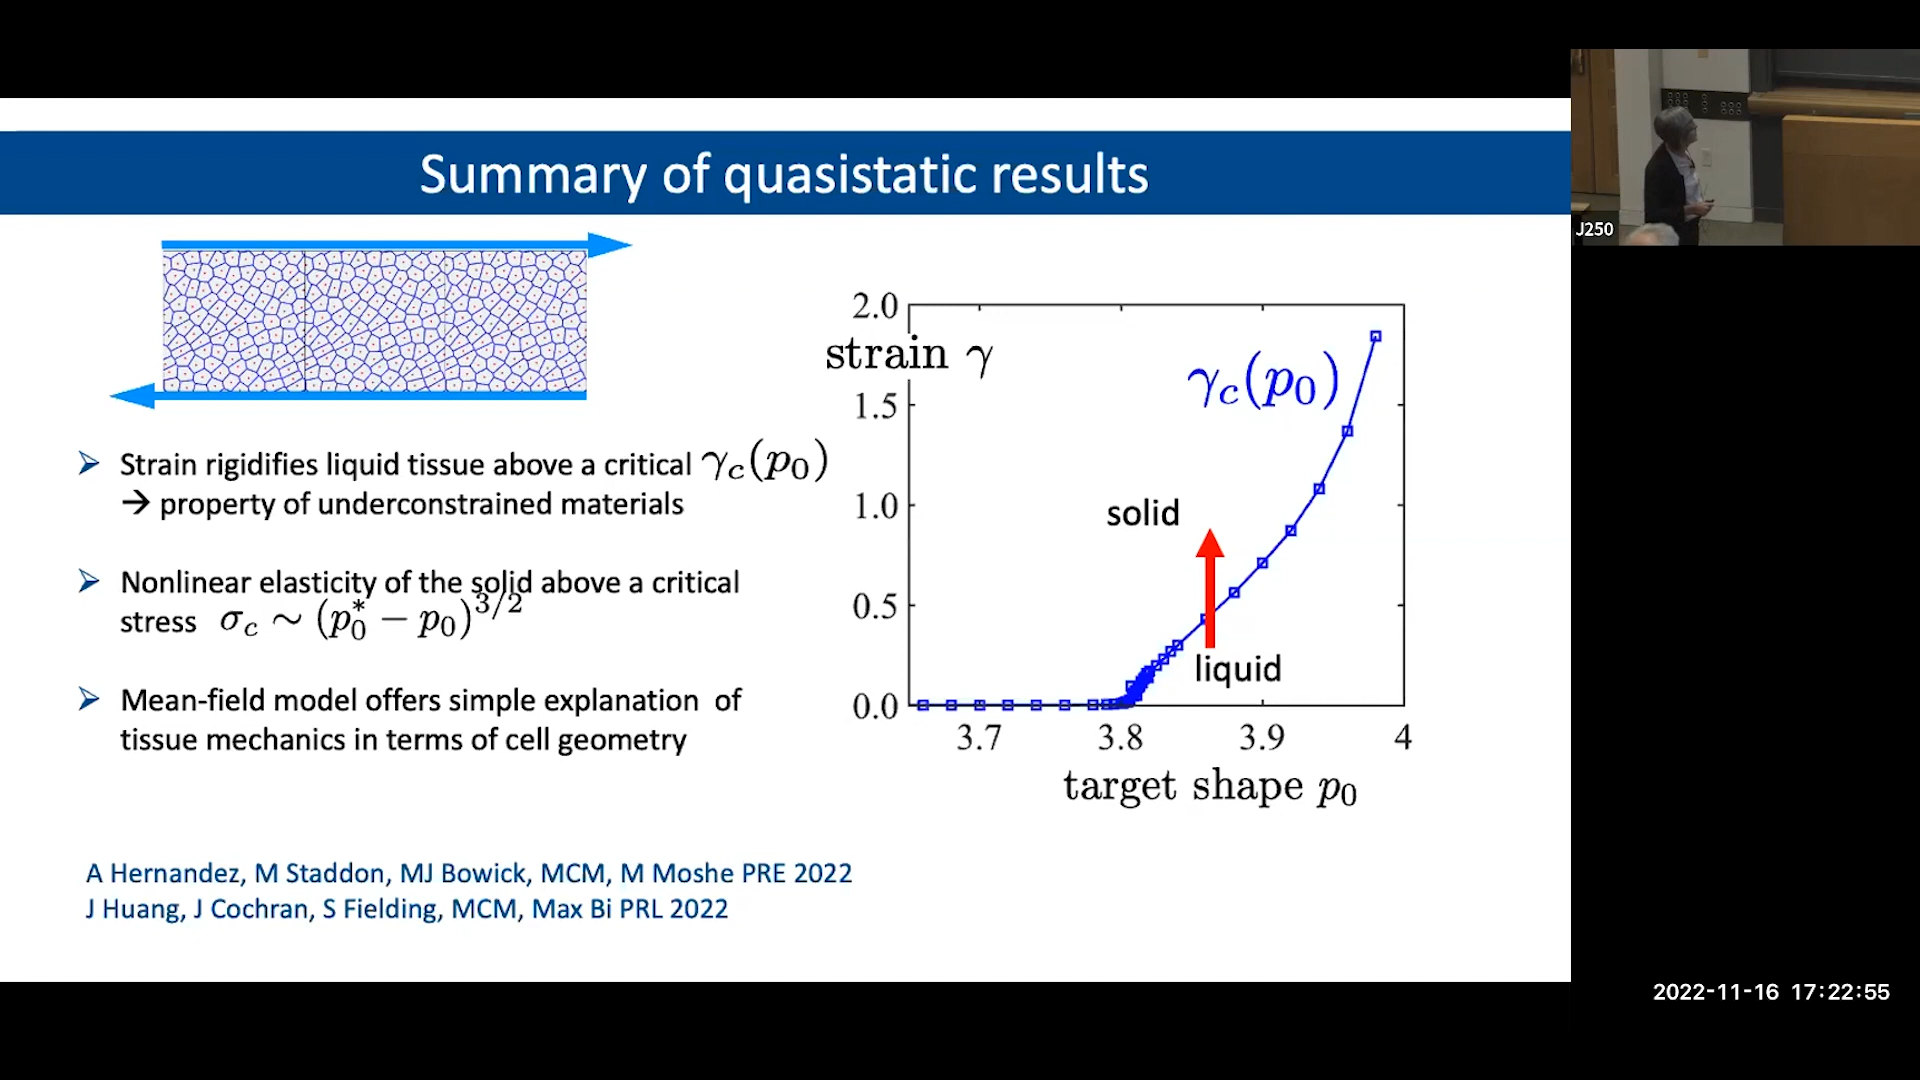 Summary of quasistatic results
➢ Strain rigidifies liquid tissue above a critical γc(p0)
→ property of underconstrained materials
➢ Nonlinear elasticity of the solid above a critical
stress σc ∼ (p0* − p0)^3/2
➢ Mean-field model offers simple explanation of
tissue mechanics in terms of cell geometry
A Hernandez, M Staddon, MJ Bowick, MCM, M Moshe PRE 2022
J Huang, J Cochran, S Fielding, MCM, Max Bi PRL 2022
2.0
strain γ
γc(p0)
1.5
1.0
solid
0.5
liquid
0.0
3.7 3.8 3.9 4
target shape p0
J250
2022-11-16 17:22:55